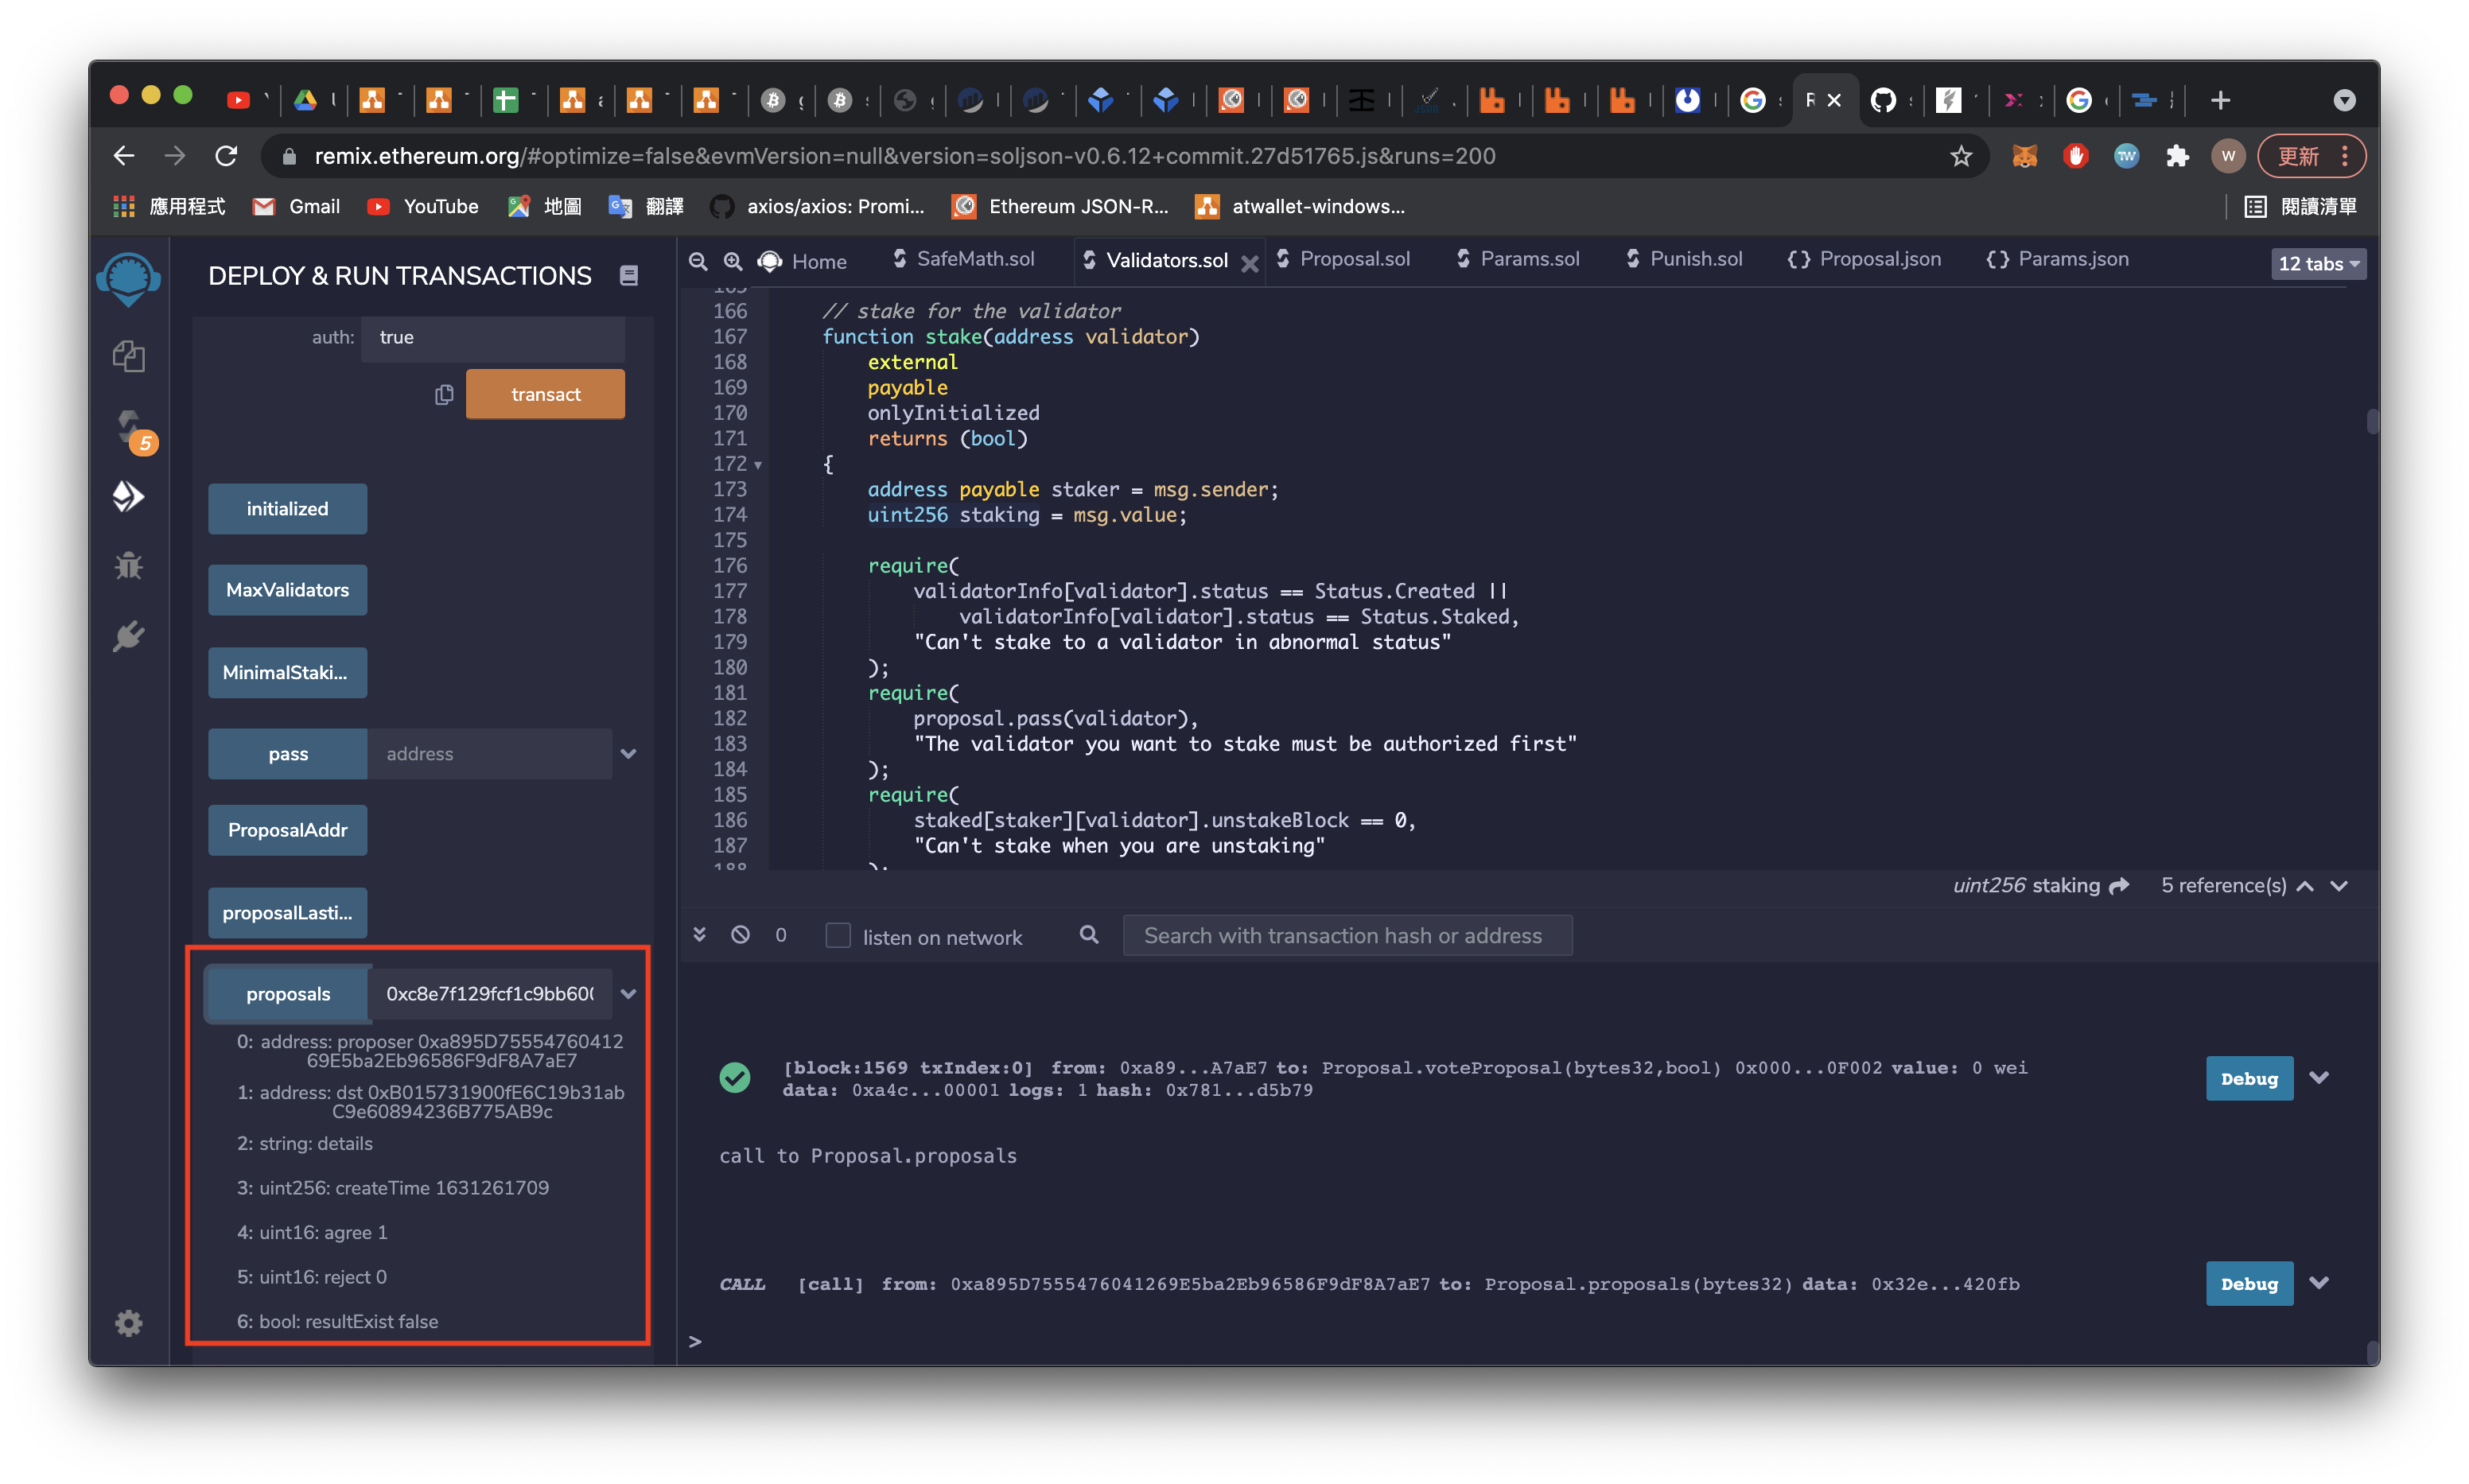 remix.ethereum.org/#optimize=false&evmVersion=null&version=soljson-v0.6.12+commit.27d51765.js&runs=200
W
更新
應用程式
Gmail
YouTube
地圖
翻譯
axios/axios: Promi...
Ethereum JSON-R...
atwallet-windows...
閱讀清單
DEPLOY & RUN TRANSACTIONS
auth: true
transact
5
initialized
MaxValidators
MinimalStaki...
pass address
ProposalAddr
proposalLasti...
proposals
0: address: proposer 0xa895D75554760412
69E5ba2Eb96586F9dF8A7aE7
1: address: dst 0xB015731900fE6C19b31ab
C9e60894236B775AB9c
2: string: details
3: uint256: createTime 1631261709
4: uint16: agree 1
5: uint16: reject 0
6: bool: resultExist false
Home
SafeMath.sol
Validators.sol
Proposal.sol
Params.sol
Punish.sol
Proposal.json
Params.json
12 tabs
166 // stake for the validator
167 function stake(address validator)
168 external
169 payable
170 onlyInitialized
171 returns (bool)
172 {
173 address payable staker = msg.sender;
174 uint256 staking = msg.value;
175
176 require(
177 validatorInfo[validator].status == Status.Created ||
178 validatorInfo[validator].status == Status.Staked,
179 "Can't stake to a validator in abnormal status"
180 );
181 require(
182 proposal.pass(validator),
183 "The validator you want to stake must be authorized first"
184 );
185 require(
186 staked[staker][validator].unstakeBlock == 0,
187 "Can't stake when you are unstaking"
188 );
uint256 staking 5 reference(s)
0 listen on network Search with transaction hash or address
[block:1569 txIndex:0] from: 0xa89...A7aE7 to: Proposal.voteProposal(bytes32,bool) 0x000...0F002 value: 0 wei
data: 0xa4c...00001 logs: 1 hash: 0x781...d5b79
Debug
call to Proposal.proposals
CALL [call] from: 0xa895D7555476041269E5ba2Eb96586F9dF8A7aE7 to: Proposal.proposals(bytes32) data: 0x32e...420fb
Debug
>